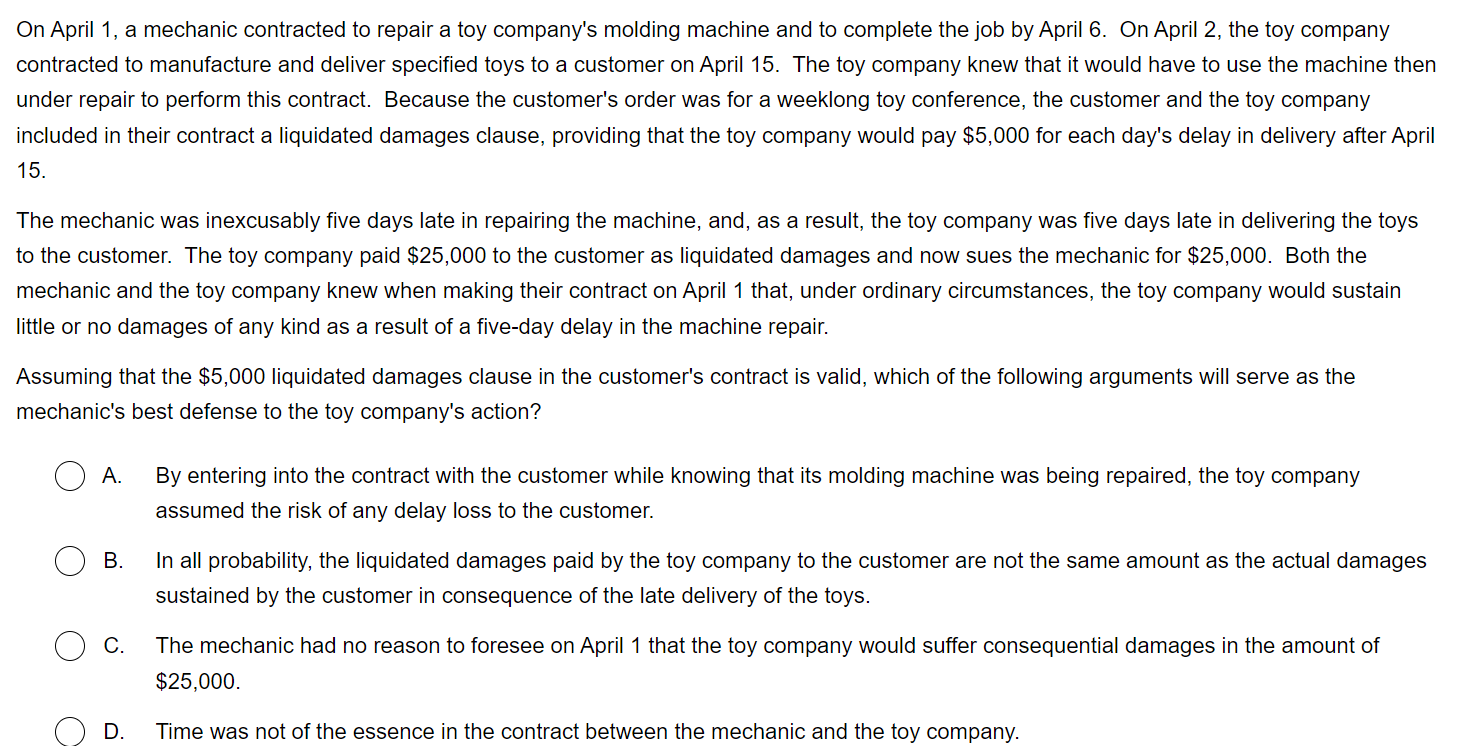 On April 1, a mechanic contracted to repair a toy company's molding machine and to complete the job by April 6.  On April 2, the toy company
contracted to manufacture and deliver specified toys to a customer on April 15.  The toy company knew that it would have to use the machine then
under repair to perform this contract.  Because the customer's order was for a weeklong toy conference, the customer and the toy company
included in their contract a liquidated damages clause, providing that the toy company would pay $5,000 for each day's delay in delivery after April
15.
The mechanic was inexcusably five days late in repairing the machine, and, as a result, the toy company was five days late in delivering the toys
to the customer.  The toy company paid $25,000 to the customer as liquidated damages and now sues the mechanic for $25,000.  Both the
mechanic and the toy company knew when making their contract on April 1 that, under ordinary circumstances, the toy company would sustain
little or no damages of any kind as a result of a five-day delay in the machine repair.
Assuming that the $5,000 liquidated damages clause in the customer's contract is valid, which of the following arguments will serve as the
mechanic's best defense to the toy company's action?
A. By entering into the contract with the customer while knowing that its molding machine was being repaired, the toy company
assumed the risk of any delay loss to the customer.
B. In all probability, the liquidated damages paid by the toy company to the customer are not the same amount as the actual damages
sustained by the customer in consequence of the late delivery of the toys.
C. The mechanic had no reason to foresee on April 1 that the toy company would suffer consequential damages in the amount of
$25,000.
D. Time was not of the essence in the contract between the mechanic and the toy company.